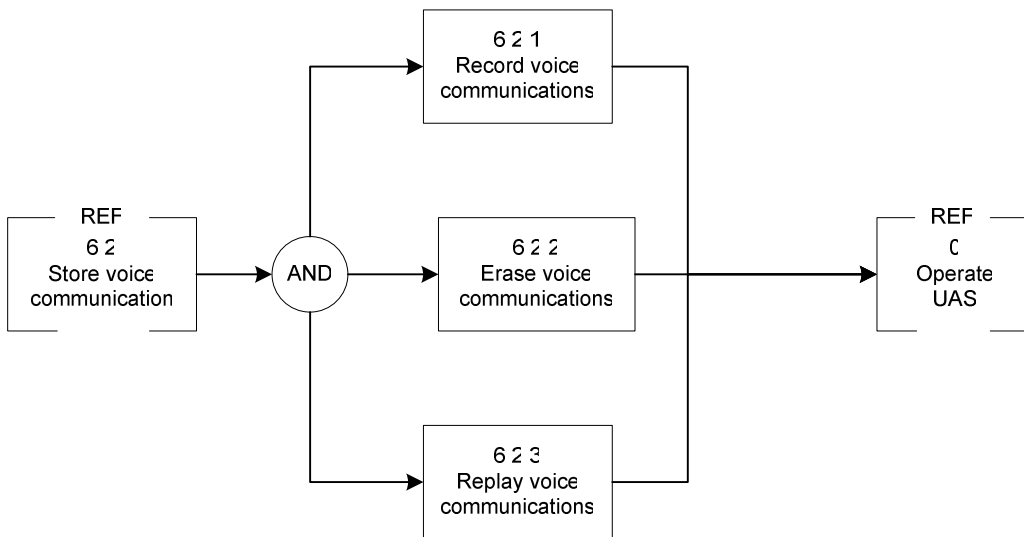 6 2 1
Record voice
communications
REF
6 2
Store voice
communication
AND
6 2 2
Erase voice
communications
REF
0
Operate
UAS
6 2 3
Replay voice
communications